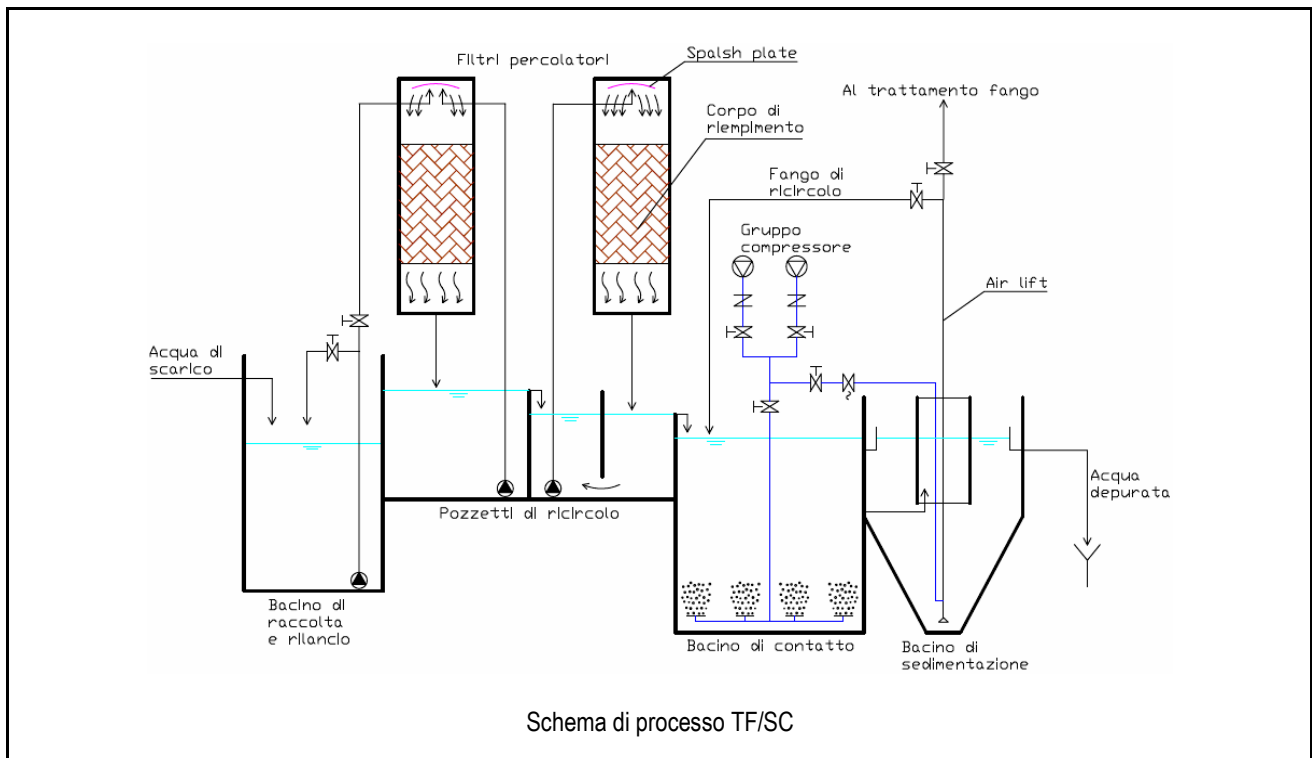 Filtri percolatori
Spalsh plate
Al trattamento fango
Corpo di
riempimento
Fango di
ricircolo
Gruppo
compressore
Air lift
Acqua di
scarico
Acqua
depurata
Pozzetti di ricircolo
Bacino di
raccolta
e rilancio
Bacino di contatto
Bacino di
sedimentazione
Schema di processo TF/SC